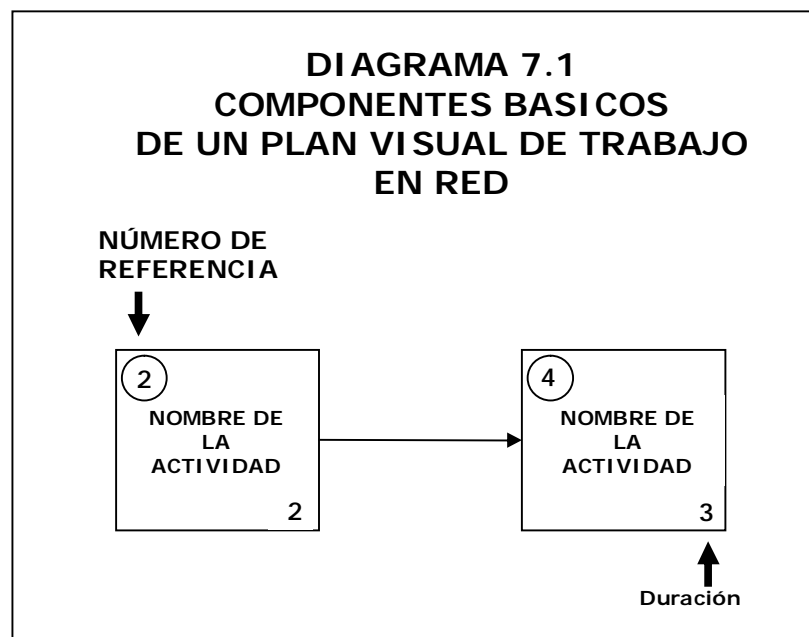 DIAGRAMA 7.1
COMPONENTES BASICOS
DE UN PLAN VISUAL DE TRABAJO
EN RED
NÚMERO DE
REFERENCIA
2
NOMBRE DE
LA
ACTIVIDAD
2
4
NOMBRE DE
LA
ACTIVIDAD
3
Duración